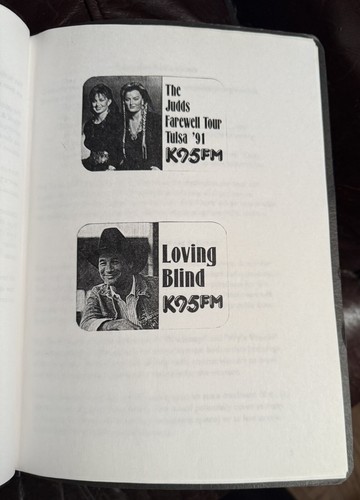 The
Judds
Farewell Tour
Tulsa '91
K95FM
Loving
Blind
K95FM